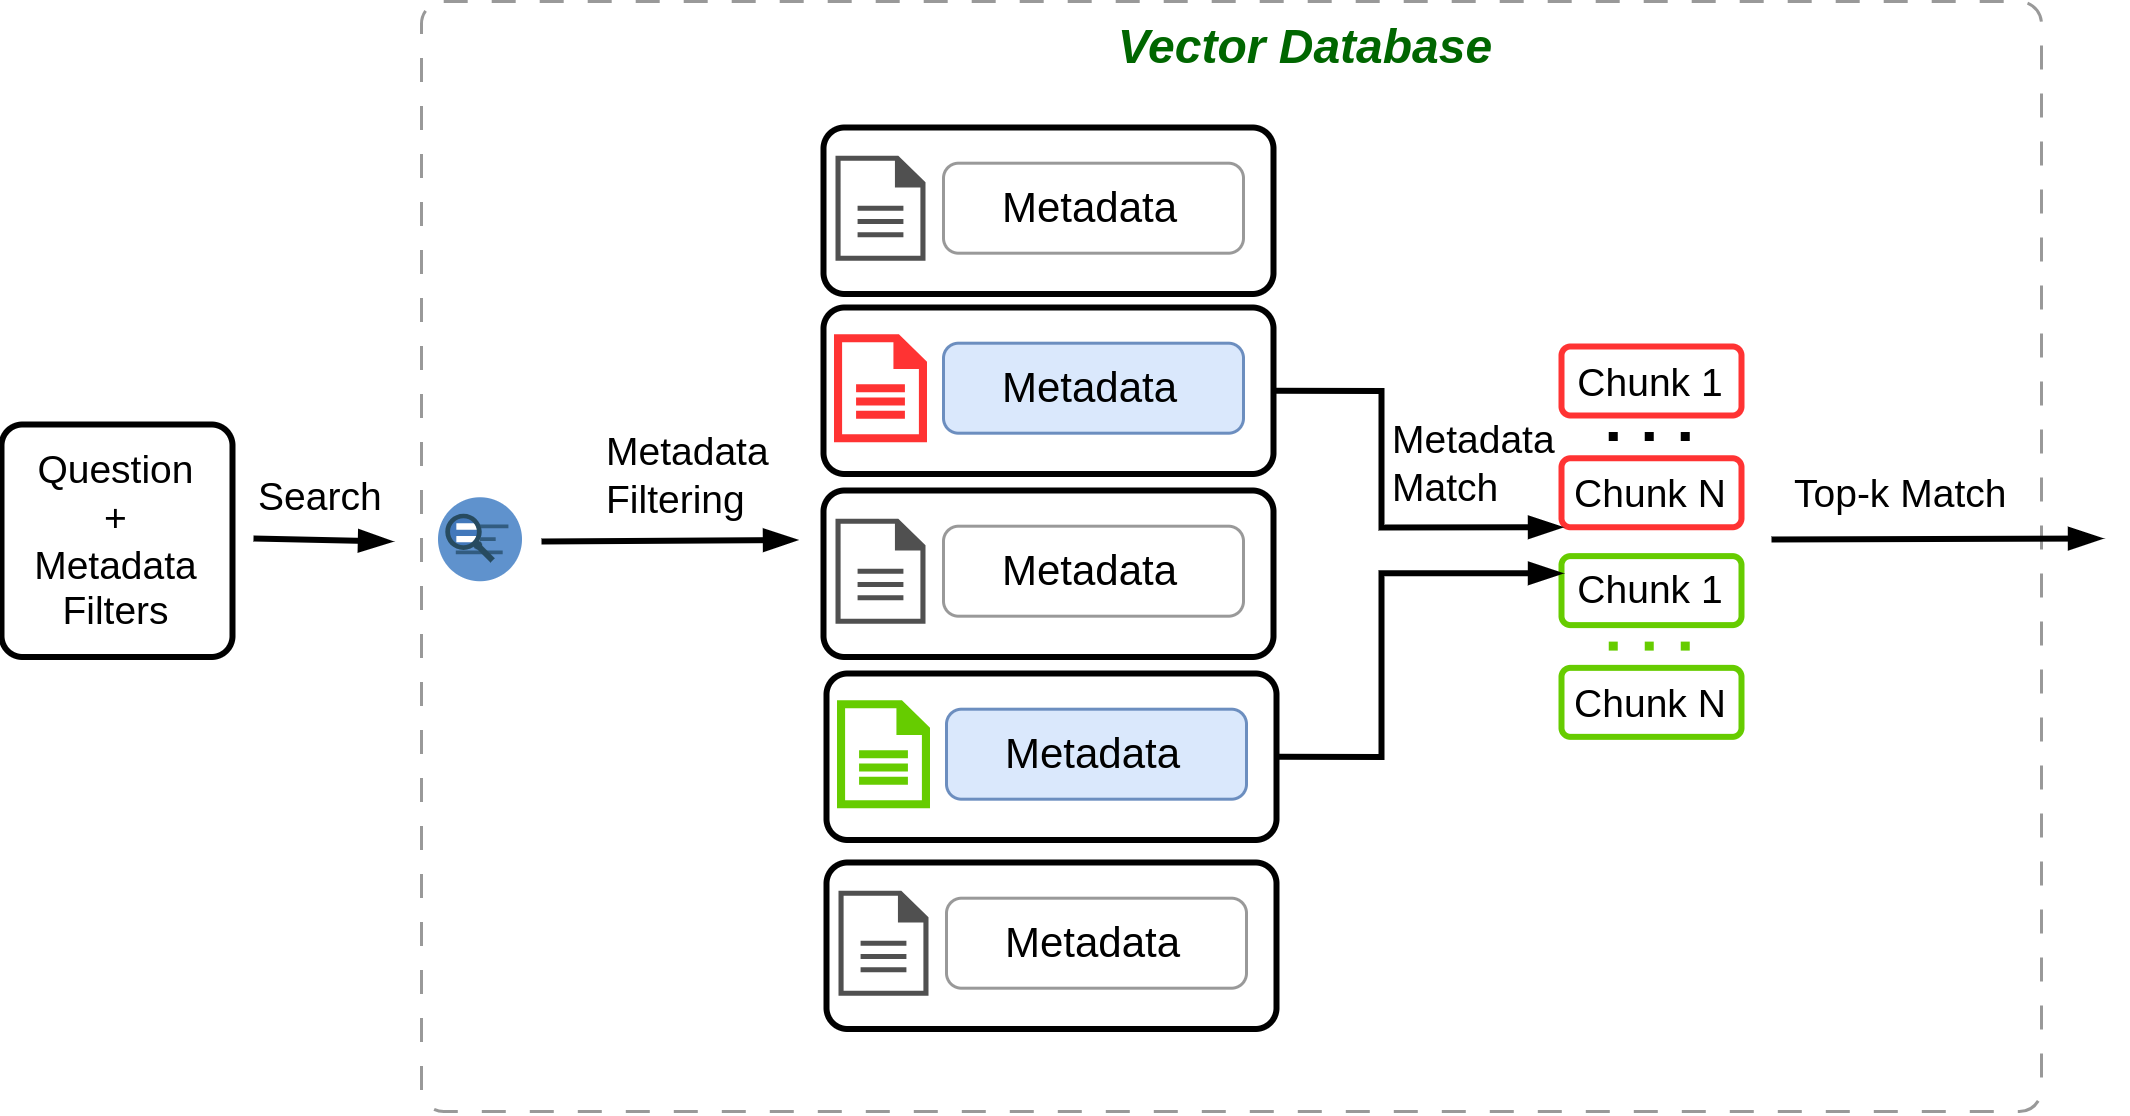 Vector Database
Question
+
Metadata
Filters
Search
Metadata
Filtering
Metadata
Metadata
Metadata
Metadata
Metadata
Metadata
Match
Chunk 1
. . .
Chunk N
Chunk 1
. . .
Chunk N
Top-k Match